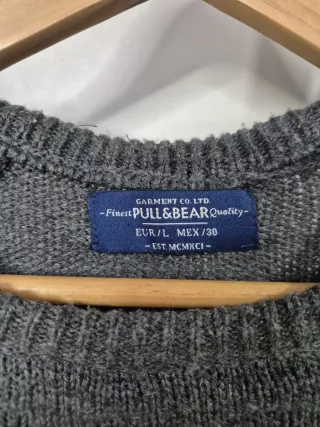 GARMENT CO. LTD.
-Finest PULL&BEAR Quality-
EUR/L MEX/30
- EST. MCMXCI -